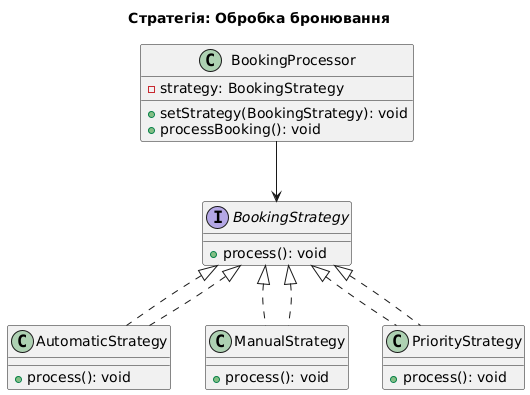 Стратегія: Обробка бронювання
C BookingProcessor
strategy: BookingStrategy
setStrategy(BookingStrategy): void
processBooking(): void
I BookingStrategy
process(): void
C AutomaticStrategy
process(): void
C ManualStrategy
process(): void
C PriorityStrategy
process(): void